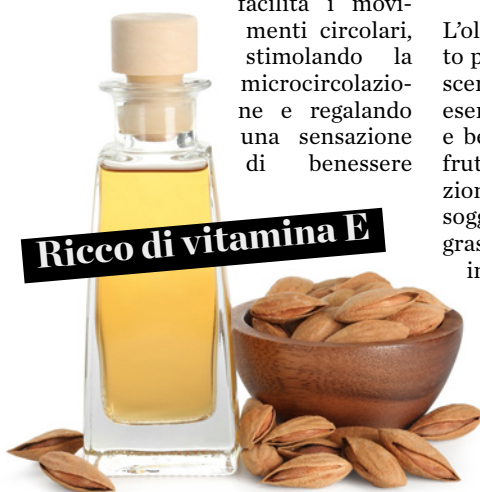 facilita i movi-
menti circolari,
stimolando la
microcircolazio-
ne e regalando
una sensazione
di benessere
L’ol
to p
scen
eser
e be
frut
zion
sogg
gras
in
Ricco di vitamina E